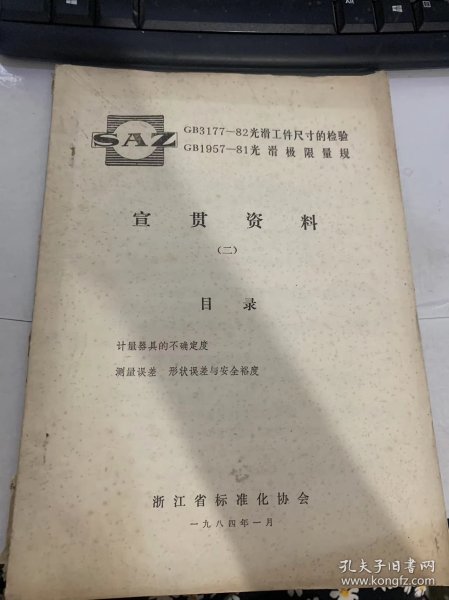 SAZ
GB3177—82光滑工件尺寸的检验
GB1957—81光滑极限量规
宣贯资料
(二)
目录
计量器具的不确定度
测量误差 形状误差与安全裕度
浙江省标准化协会
一九八四年一月
孔夫子旧书网
www.kongfz.com